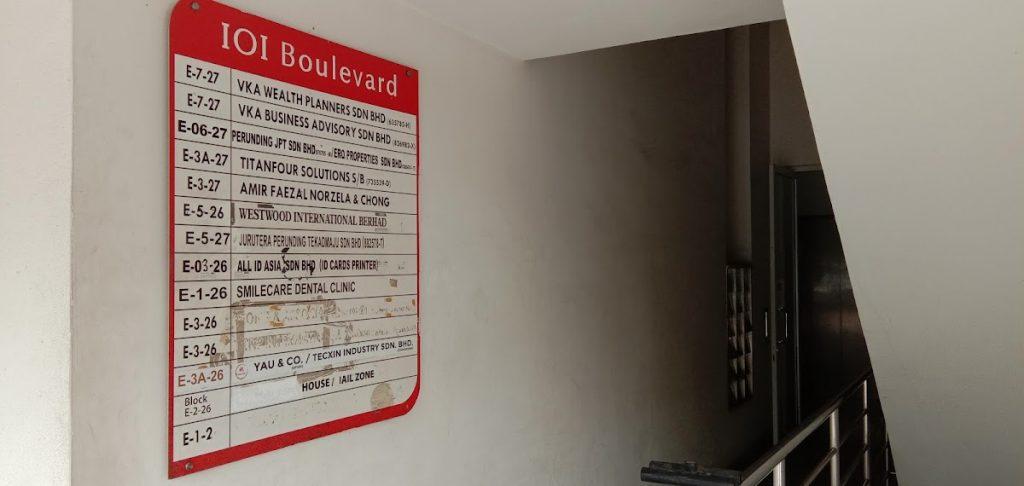 IOI Boulevard
E-7-27 VKA WEALTH PLANNERS SDN BHD
E-7-27 VKA BUSINESS ADVISORY SDN BHD
E-06-27 PERUNDING JPT SDN BHD / ERO PROPERTIES SDN BHD
E-3A-27 TITANFOUR SOLUTIONS S/B (735539-D)
E-3-27 AMIR FAEZAL NORZELA & CHONG
E-5-26 WESTWOOD INTERNATIONAL BERHAD
E-5-27 JURUTERA PERUNDING TEKADMAJU SDN BHD (882578-T)
E-03-26 ALL ID ASIA SDN BHD (ID CARDS PRINTER)
E-1-26 SMILECARE DENTAL CLINIC
E-3-26
E-3-26
E-3A-26 YAU & CO. / TECXIN INDUSTRY SDN. BHD.
Block
E-2-26 HOUSE / AIL ZONE
E-1-2